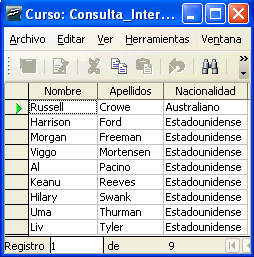 Curso: Consulta_Inter...
Archivo Editar Ver Herramientas Ventana
Nombre Apellidos Nacionalidad
Russell Crowe Australiano
Harrison Ford Estadounidense
Morgan Freeman Estadounidense
Viggo Mortensen Estadounidense
Al Pacino Estadounidense
Keanu Reeves Estadounidense
Hilary Swank Estadounidense
Uma Thurman Estadounidense
Liv Tyler Estadounidense
Registro 1 de 9